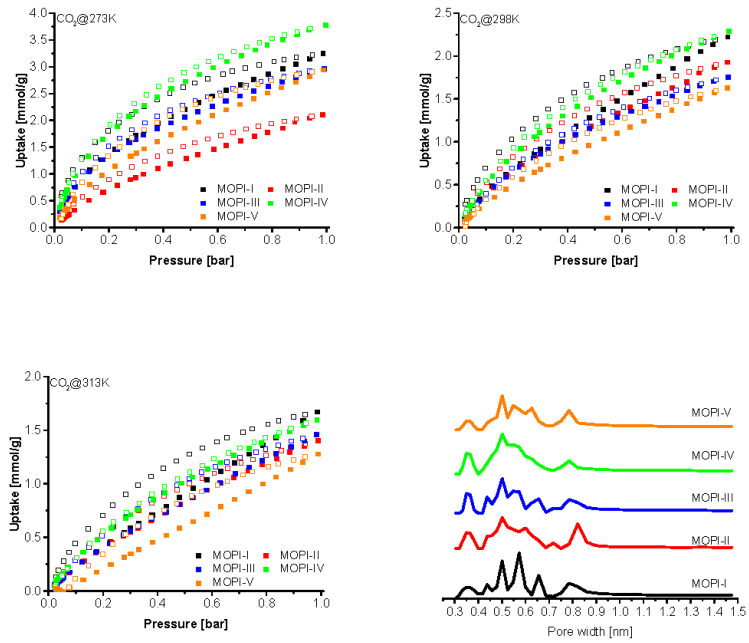 CO2@273K
4.0
3.5
3.0
2.5
2.0
1.5
1.0
0.5
0.0
Uptake [mmol/g]
MOPI-I
MOPI-II
MOPI-III
MOPI-IV
MOPI-V
0.0 0.2 0.4 0.6 0.8 1.0
Pressure [bar]
CO2@298K
2.5
2.0
1.5
1.0
0.5
0.0
Uptake [mmol/g]
MOPI-I
MOPI-II
MOPI-III
MOPI-IV
MOPI-V
0.0 0.2 0.4 0.6 0.8 1.0
Pressure [bar]
CO2@313K
2.0
1.5
1.0
0.5
0.0
Uptake [mmol/g]
MOPI-I
MOPI-II
MOPI-III
MOPI-IV
MOPI-V
0.0 0.2 0.4 0.6 0.8 1.0
Pressure [bar]
MOPI-V
MOPI-IV
MOPI-III
MOPI-II
MOPI-I
0.3 0.4 0.5 0.6 0.7 0.8 0.9 1.0 1.1 1.2 1.3 1.4 1.5
Pore width [nm]